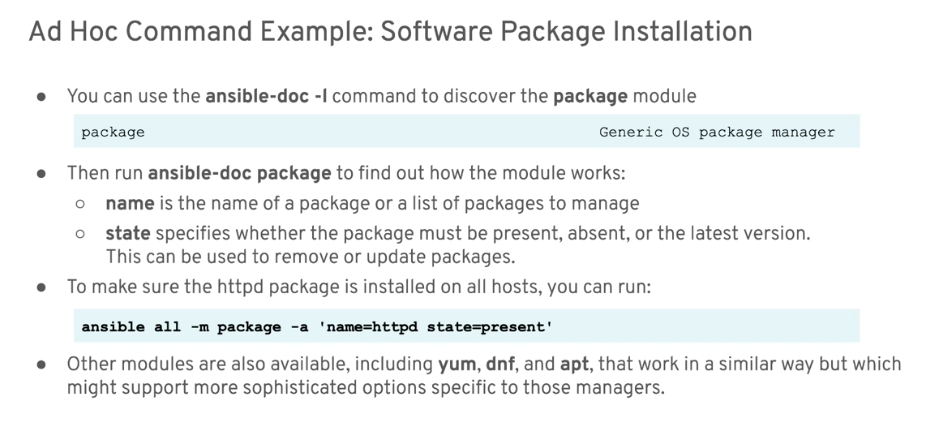 Ad Hoc Command Example: Software Package Installation
● You can use the ansible-doc -l command to discover the package module
package Generic OS package manager
● Then run ansible-doc package to find out how the module works:
○ name is the name of a package or a list of packages to manage
○ state specifies whether the package must be present, absent, or the latest version.
This can be used to remove or update packages.
● To make sure the httpd package is installed on all hosts, you can run:
ansible all -m package -a 'name=httpd state=present'
● Other modules are also available, including yum, dnf, and apt, that work in a similar way but which
might support more sophisticated options specific to those managers.